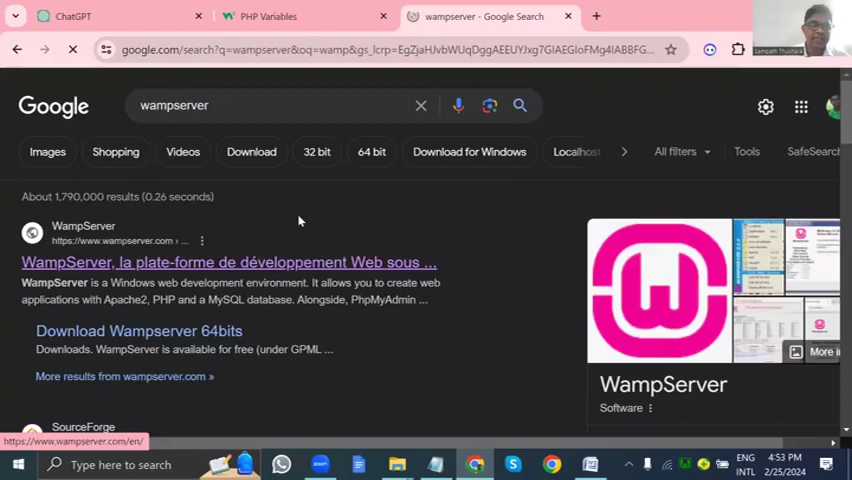 ChatGPT
PHP Variables
wampserver - Google Search
google.com/search?q=wampserver&oq=wamp&gs_lcrp=EgZjaHJvbWUqDggAEEUYJxg7GIAEGIoFMg4IABBFG...
Sampath Thushara
Google
wampserver
Images
Shopping
Videos
Download
32 bit
64 bit
Download for Windows
Localhost
All filters
Tools
SafeSearch
About 1,790,000 results (0.26 seconds)
WampServer
https://www.wampserver.com › ...
WampServer, la plate-forme de développement Web sous ...
WampServer is a Windows web development environment. It allows you to create web
applications with Apache2, PHP and a MySQL database. Alongside, PhpMyAdmin ...
Download Wampserver 64bits
Downloads. WampServer is available for free (under GPML ...
More results from wampserver.com »
SourceForge
More in
WampServer
Software
https://www.wampserver.com/en/
Type here to search
zoom
ENG
INTL
4:53 PM
2/25/2024